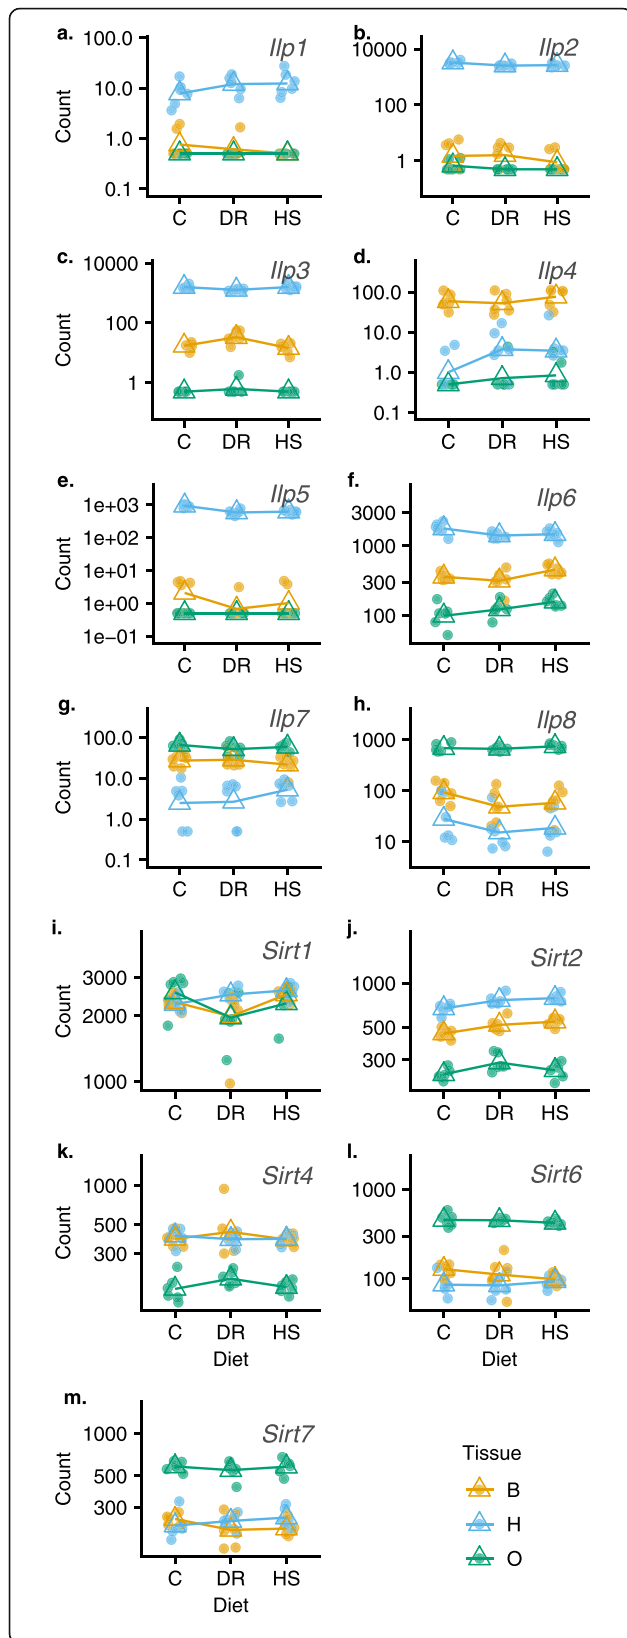 a.
Ilp1
Count
100.0
10.0
1.0
0.1
C DR HS
b.
Ilp2
10000
100
1
C DR HS
c.
Ilp3
Count
10000
100
1
C DR HS
d.
Ilp4
100.0
10.0
1.0
0.1
C DR HS
e.
Ilp5
Count
1e+03
1e+02
1e+01
1e+00
1e−01
C DR HS
f.
Ilp6
3000
1000
300
100
C DR HS
g.
Ilp7
Count
100.0
10.0
1.0
0.1
C DR HS
h.
Ilp8
1000
100
10
C DR HS
i.
Sirt1
Count
3000
2000
1000
C DR HS
j.
Sirt2
1000
500
300
C DR HS
k.
Sirt4
Count
1000
500
300
C DR HS
Diet
l.
Sirt6
1000
300
100
C DR HS
Diet
m.
Sirt7
Count
1000
500
300
C DR HS
Diet
Tissue
B
H
O